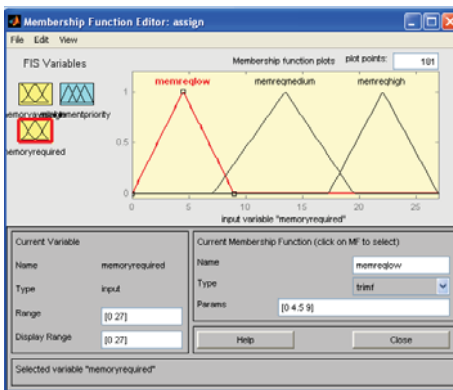 Membership Function Editor: assign
File Edit View
FIS Variables
Membership function plots plot points: 181
memoryrequired
memreqlow memreqmedium memreqhigh
1
0.5
0
0 5 10 15 20 25
input variable "memoryrequired"
Current Variable
Name memoryrequired
Type input
Range [0 27]
Display Range [0 27]
Current Membership Function (click on MF to select)
Name memreqlow
Type trimf
Params [0 4.5 9]
Help Close
Selected variable "memoryrequired"